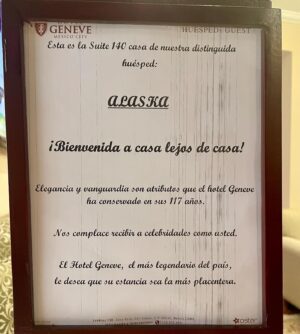 GENEVE
MEXICO CITY
HUÉSPED· GUEST
Esta es la Suite 140 casa de nuestra distinguida
huésped:
ALASKA
¡Bienvenida a casa lejos de casa!
Elegancia y vanguardia son atributos que el hotel Geneve
ha conservado en sus 117 años.
Nos complace recibir a celebridades como usted.
El Hotel Geneve, el más legendario del país,
le desea que su estancia sea la más placentera.
oster